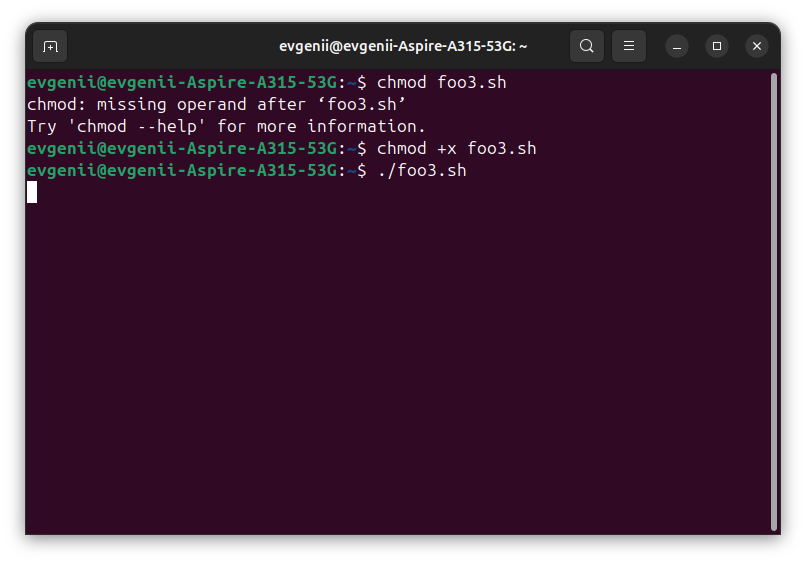 evgenii@evgenii-Aspire-A315-53G: ~
evgenii@evgenii-Aspire-A315-53G:~$ chmod foo3.sh
chmod: missing operand after ‘foo3.sh’
Try 'chmod --help' for more information.
evgenii@evgenii-Aspire-A315-53G:~$ chmod +x foo3.sh
evgenii@evgenii-Aspire-A315-53G:~$ ./foo3.sh